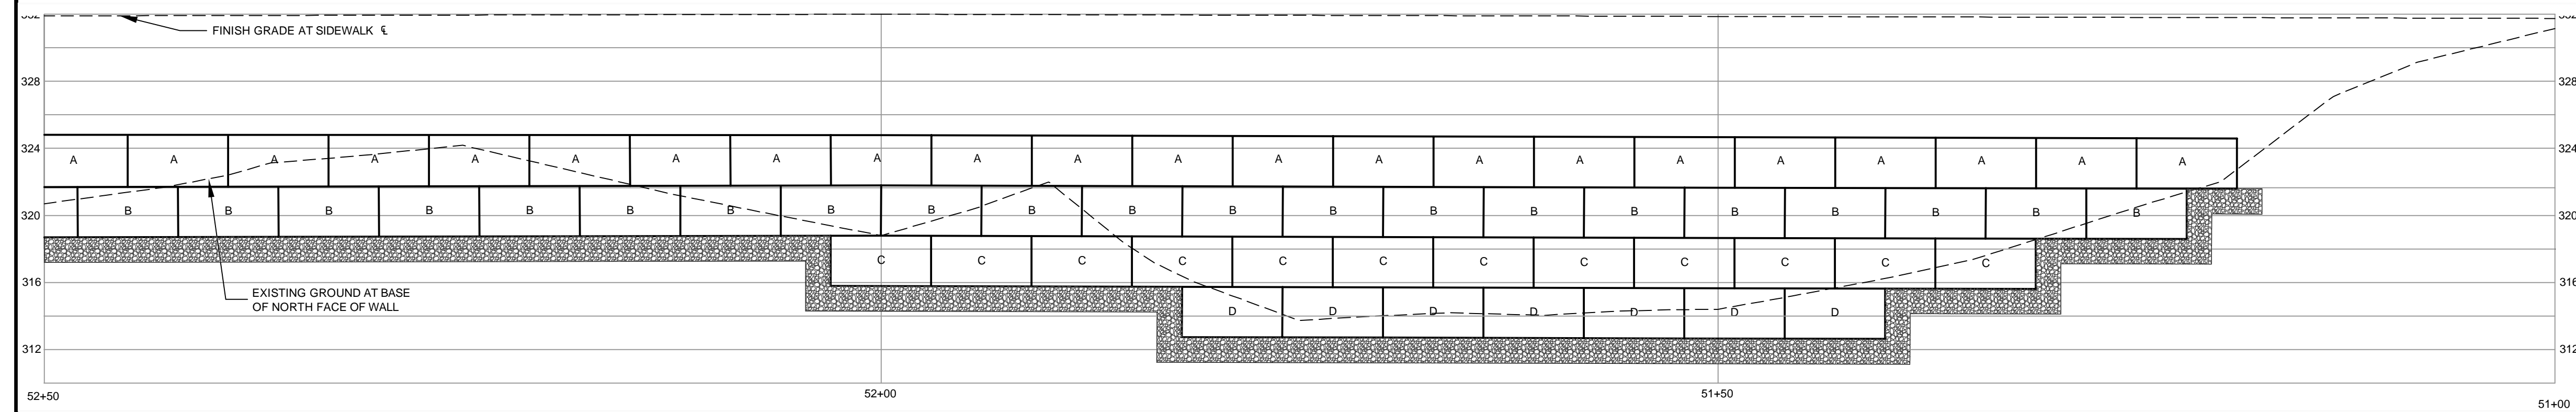 FINISH GRADE AT SIDEWALK ℄
328 328
324 324
A A A A A A A A A A A A A A A A A A A A A A
320 320
B B B B B B B B B B B B B B B B B B B B B
C C C C C C C C C C C C
316 316
EXISTING GROUND AT BASE
OF NORTH FACE OF WALL
D D D D D D D
312 312
52+50 52+00 51+50 51+00